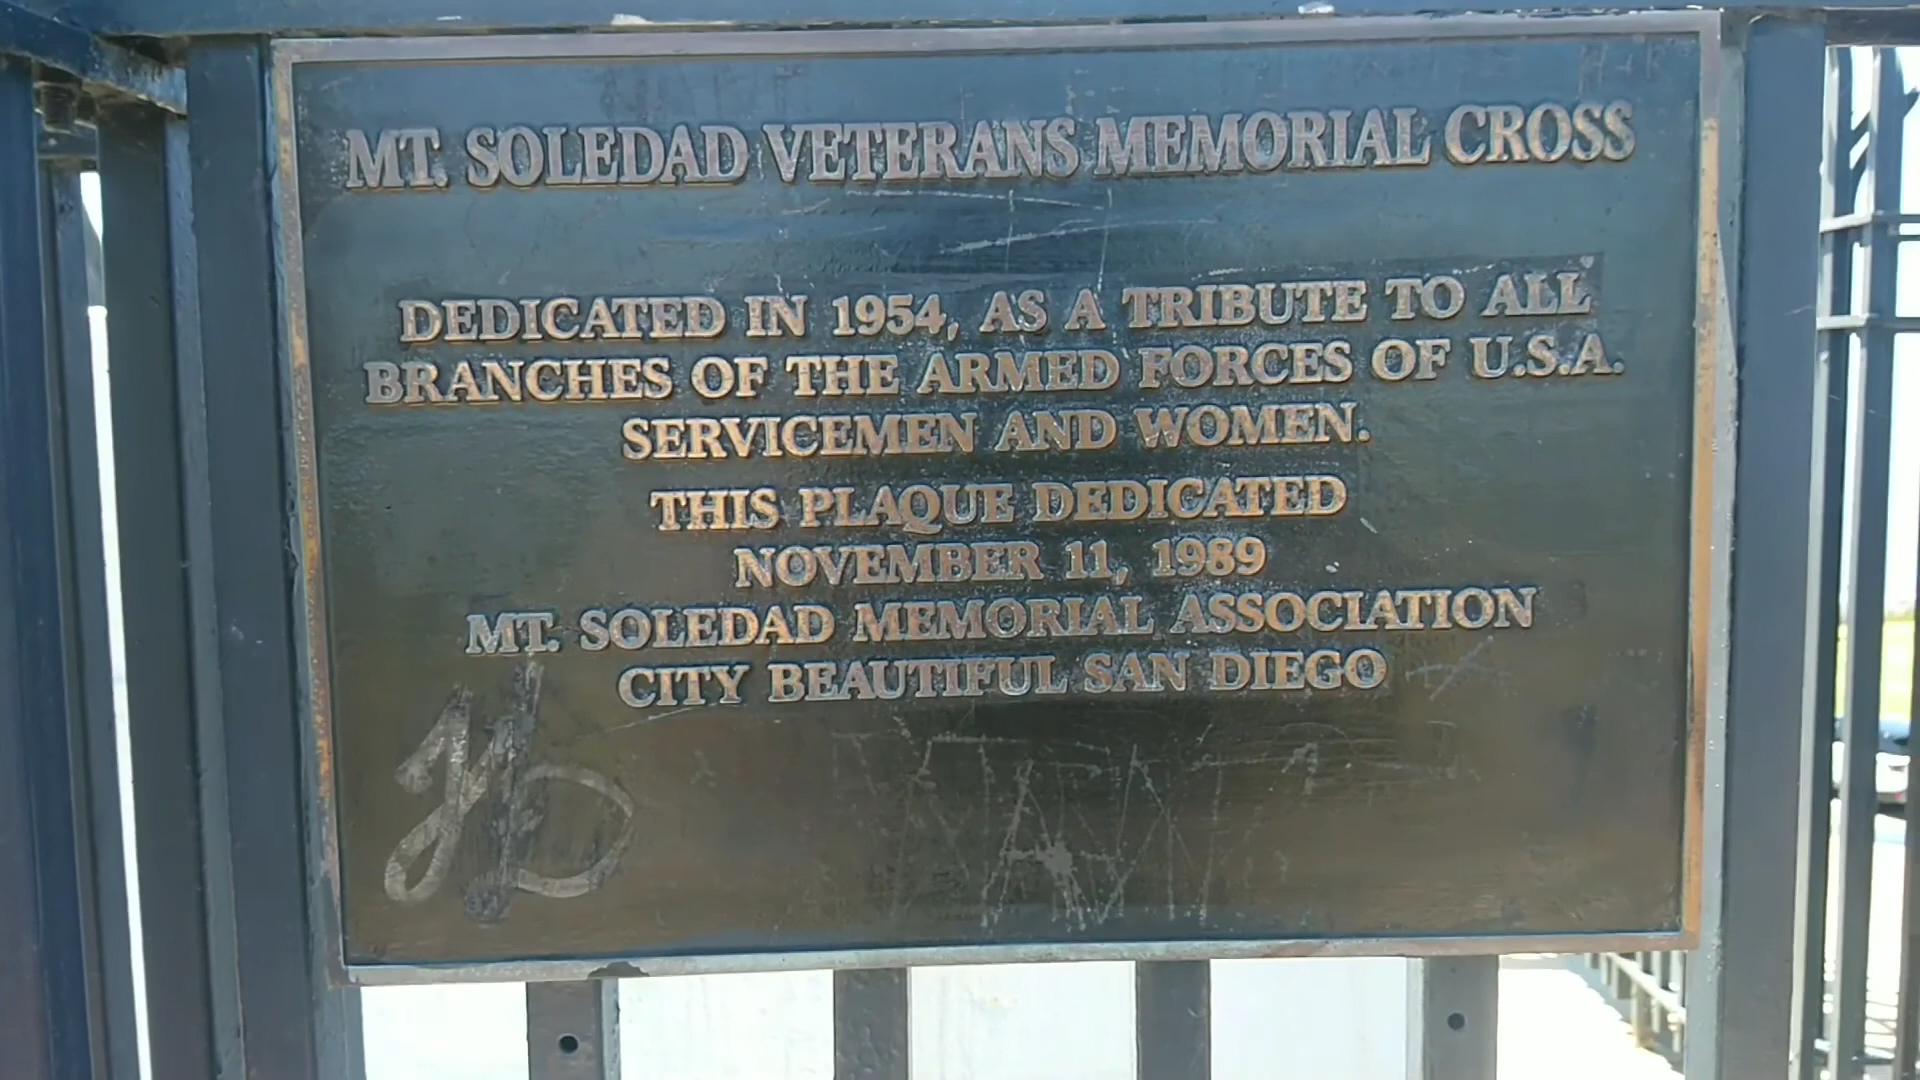 MT. SOLEDAD VETERANS MEMORIAL CROSS
DEDICATED IN 1954, AS A TRIBUTE TO ALL
BRANCHES OF THE ARMED FORCES OF U.S.A.
SERVICEMEN AND WOMEN.
THIS PLAQUE DEDICATED
NOVEMBER 11, 1989
MT. SOLEDAD MEMORIAL ASSOCIATION
CITY BEAUTIFUL SAN DIEGO